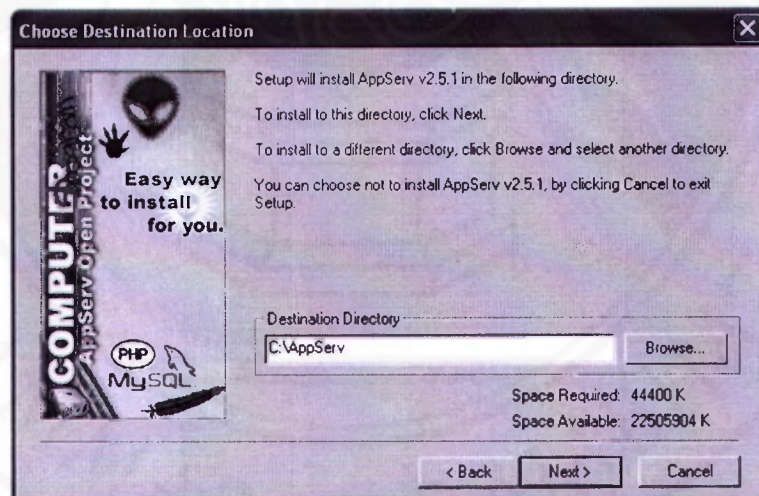 Choose Destination Location
Setup will install AppServ v2.5.1 in the following directory.
To install to this directory, click Next.
To install to a different directory, click Browse and select another directory.
You can choose not to install AppServ v2.5.1, by clicking Cancel to exit
Setup.
COMPUTER
AppServ Open Project
Easy way
to install
for you.
PHP
MySQL
Destination Directory
C:\AppServ
Browse...
Space Required: 44400 K
Space Available: 22505904 K
< Back
Next >
Cancel